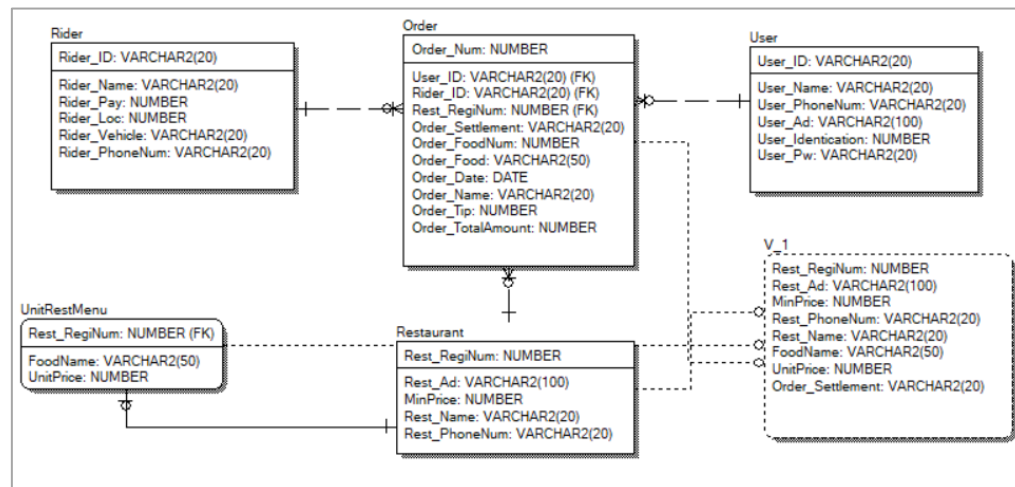 Rider
Rider_ID: VARCHAR2(20)
Rider_Name: VARCHAR2(20)
Rider_Pay: NUMBER
Rider_Loc: NUMBER
Rider_Vehicle: VARCHAR2(20)
Rider_PhoneNum: VARCHAR2(20)
Order
Order_Num: NUMBER
User_ID: VARCHAR2(20) (FK)
Rider_ID: VARCHAR2(20) (FK)
Rest_RegiNum: NUMBER (FK)
Order_Settlement: VARCHAR2(20)
Order_FoodNum: NUMBER
Order_Food: VARCHAR2(50)
Order_Date: DATE
Order_Name: VARCHAR2(20)
Order_Tip: NUMBER
Order_TotalAmount: NUMBER
User
User_ID: VARCHAR2(20)
User_Name: VARCHAR2(20)
User_PhoneNum: VARCHAR2(20)
User_Ad: VARCHAR2(100)
User_Identication: NUMBER
User_Pw: VARCHAR2(20)
UnitRestMenu
Rest_RegiNum: NUMBER (FK)
FoodName: VARCHAR2(50)
UnitPrice: NUMBER
Restaurant
Rest_RegiNum: NUMBER
Rest_Ad: VARCHAR2(100)
MinPrice: NUMBER
Rest_Name: VARCHAR2(20)
Rest_PhoneNum: VARCHAR2(20)
V_1
Rest_RegiNum: NUMBER
Rest_Ad: VARCHAR2(100)
MinPrice: NUMBER
Rest_PhoneNum: VARCHAR2(20)
Rest_Name: VARCHAR2(20)
FoodName: VARCHAR2(50)
UnitPrice: NUMBER
Order_Settlement: VARCHAR2(20)